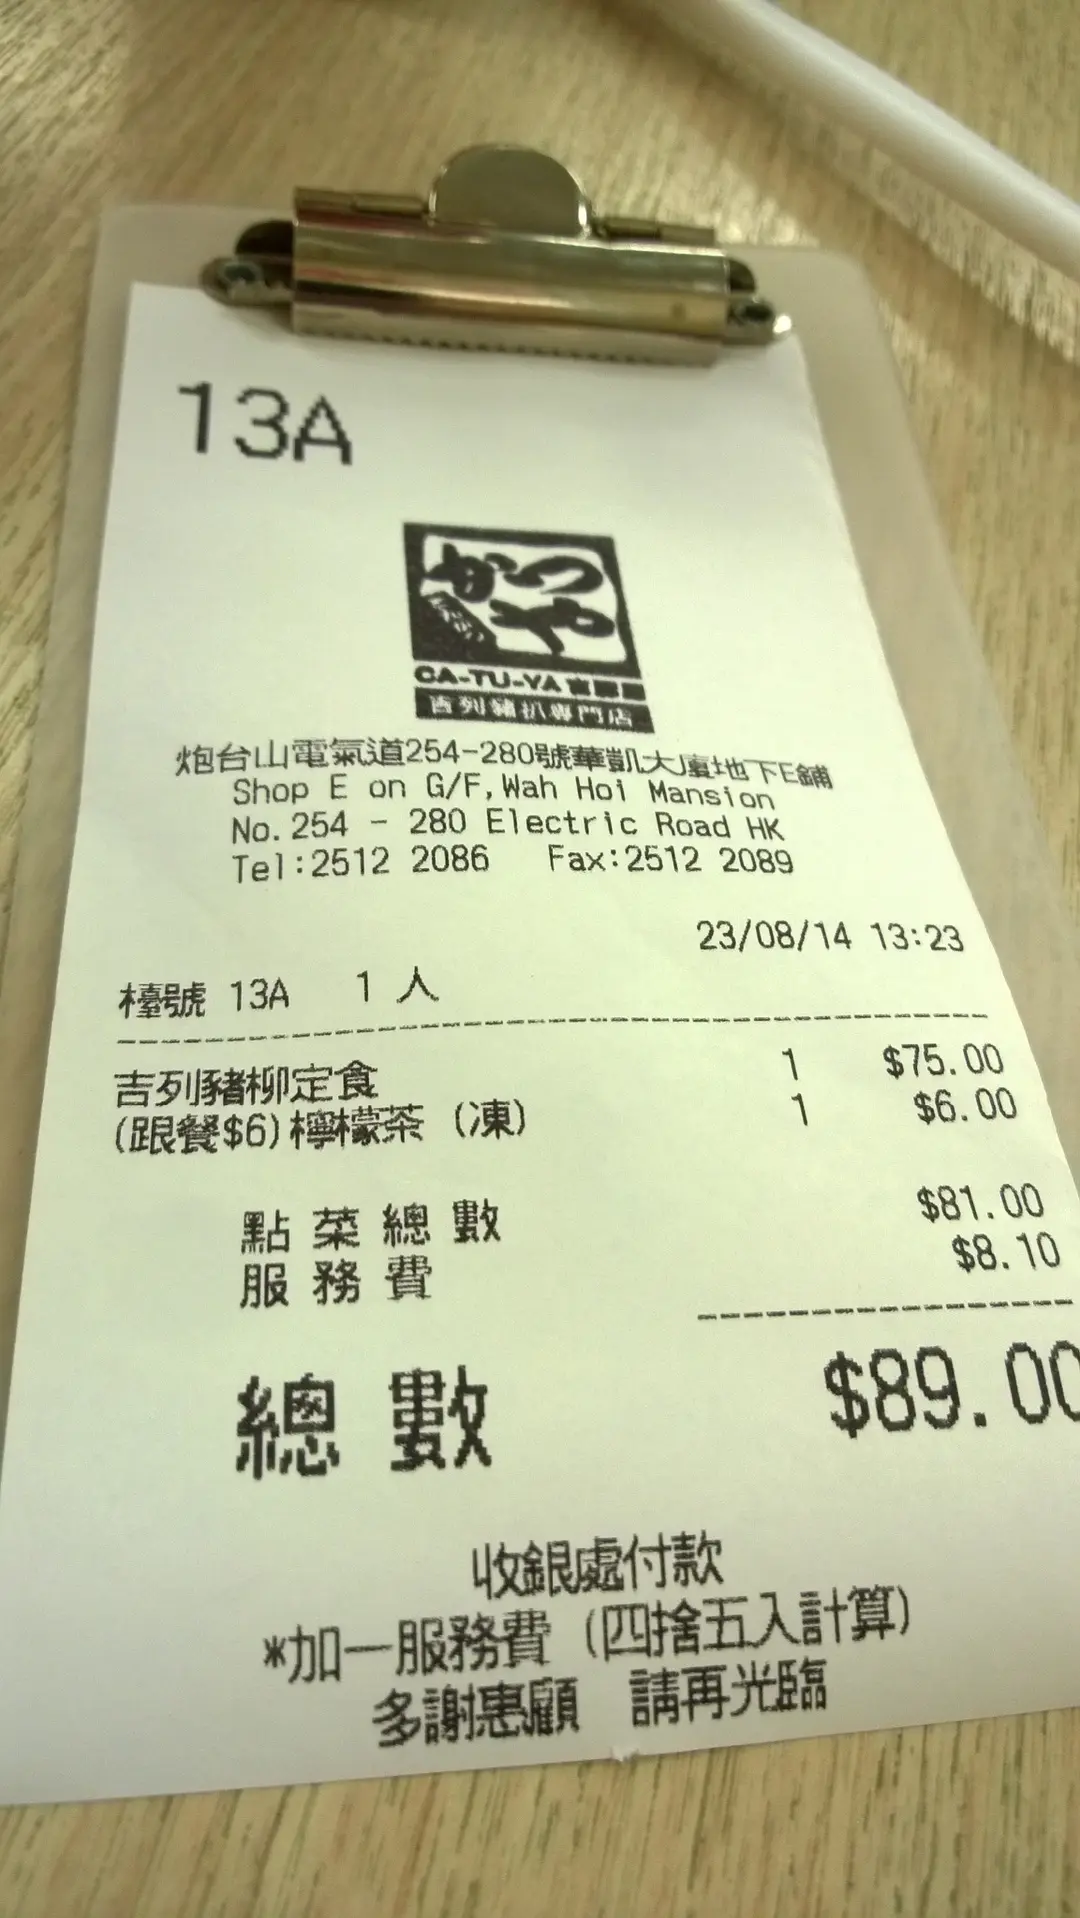 13A
かつや
CA-TU-YA 吉列屋
吉列豬扒専門店
炮台山電氣道254-280號華凱大廈地下E鋪
Shop E on G/F,Wah Hoi Mansion
No.254 - 280 Electric Road HK
Tel:2512 2086 Fax:2512 2089
23/08/14 13:23
檯號 13A 1 人
吉列豬柳定食 1 $75.00
(跟餐$6)檸檬茶 (凍) 1 $6.00
點 菜 總 數 $81.00
服 務 費 $8.10
總 數 $89.00
收銀處付款
*加一服務費 (四捨五入計算)
多謝惠顧 請再光臨